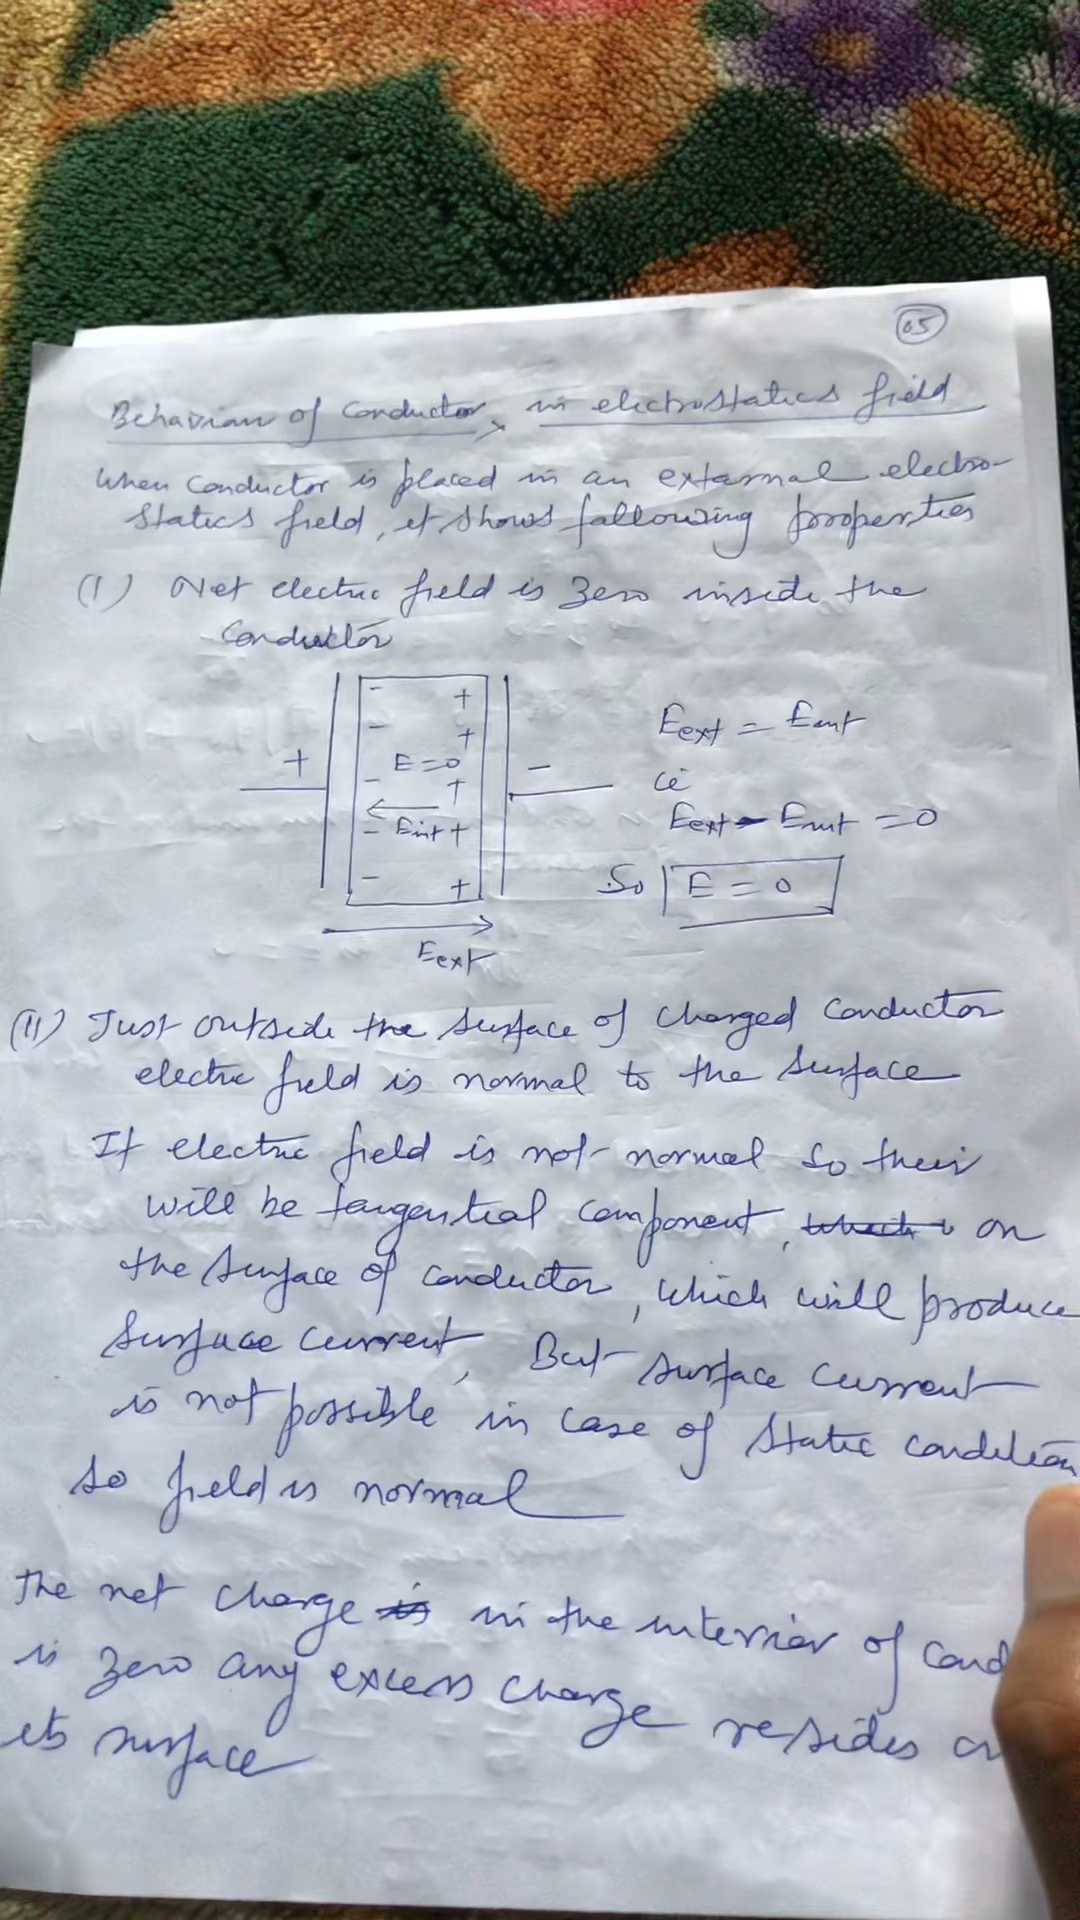 05
Behaviour of Conductor, in electrostatics field
When Conductor is placed in an external electro-
statics field, it shows following properties
(I) Net electric field is zero inside the
Conductor
- +
- +
+ E=0 -
- +
Eint
- +
- +
Eext
Eext = Eint
ie
Eext - Eint = 0
So E = 0
(II) Just outside the surface of charged conductor
electric field is normal to the surface
If electric field is not normal so their
will be tangential component, which is on
the surface of conductor, which will produce
surface current, But surface current
is not possible in case of static condition
so field is normal
The net charge is in the interior of cond
is zero any excess charge resides on
its surface